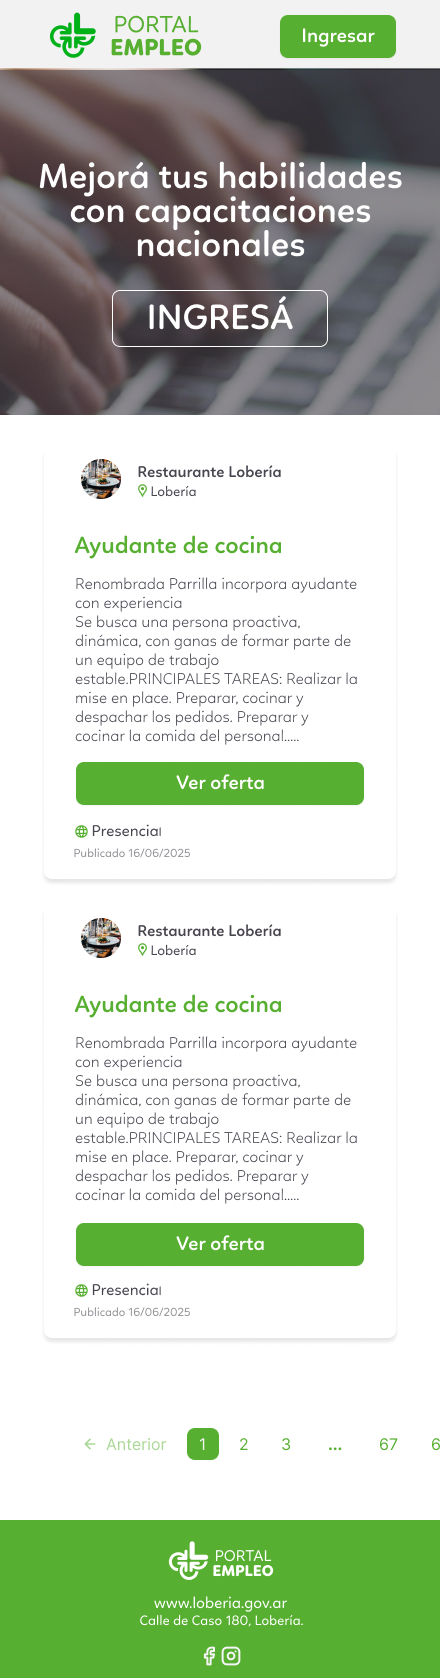 PORTAL
EMPLEO
Ingresar
Mejorá tus habilidades
con capacitaciones
nacionales
INGRESÁ
Restaurante Lobería
Lobería
Ayudante de cocina
Renombrada Parrilla incorpora ayudante
con experiencia
Se busca una persona proactiva,
dinámica, con ganas de formar parte de
un equipo de trabajo
estable.PRINCIPALES TAREAS: Realizar la
mise en place. Preparar, cocinar y
despachar los pedidos. Preparar y
cocinar la comida del personal.....
Ver oferta
Presencial
Publicado 16/06/2025
Restaurante Lobería
Lobería
Ayudante de cocina
Renombrada Parrilla incorpora ayudante
con experiencia
Se busca una persona proactiva,
dinámica, con ganas de formar parte de
un equipo de trabajo
estable.PRINCIPALES TAREAS: Realizar la
mise en place. Preparar, cocinar y
despachar los pedidos. Preparar y
cocinar la comida del personal.....
Ver oferta
Presencial
Publicado 16/06/2025
← Anterior 1 2 3 ... 67
PORTAL
EMPLEO
www.loberia.gov.ar
Calle de Caso 180, Lobería.